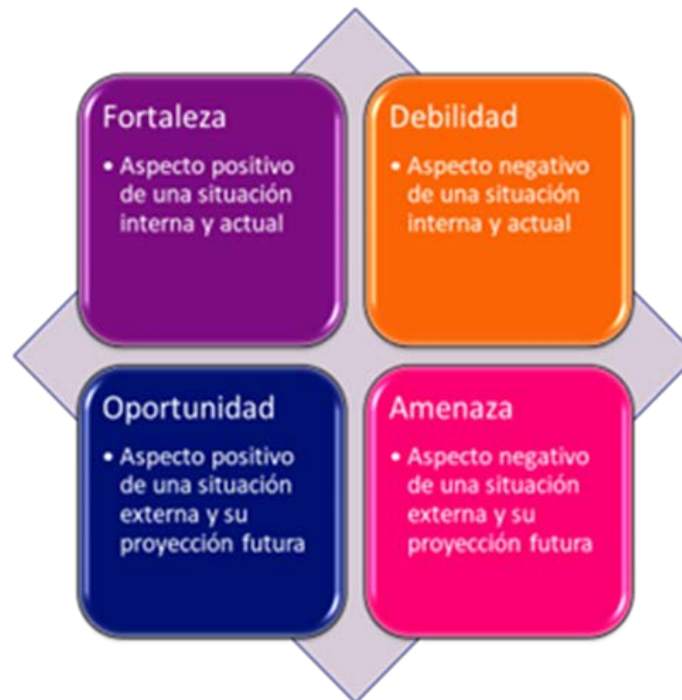 Fortaleza
• Aspecto positivo
de una situación
interna y actual
Debilidad
• Aspecto negativo
de una situación
interna y actual
Oportunidad
• Aspecto positivo
de una situación
externa y su
proyección futura
Amenaza
• Aspecto negativo
de una situación
externa y su
proyección futura